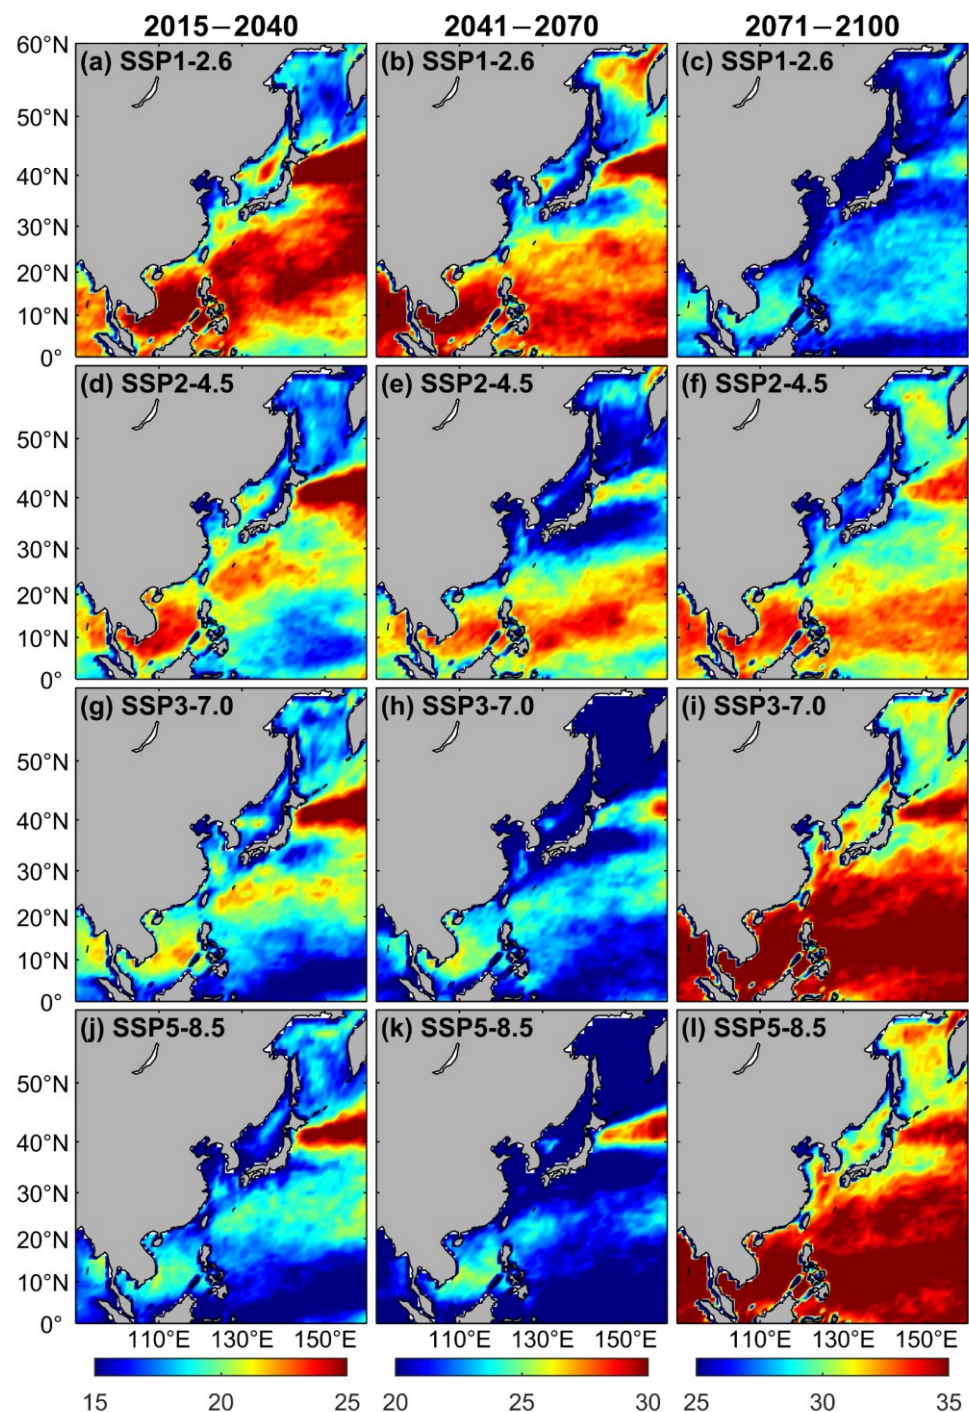 2015−2040 2041−2070 2071−2100
60°N (a) SSP1-2.6 (b) SSP1-2.6 (c) SSP1-2.6
50°N
40°N
30°N
20°N
10°N
0°
(d) SSP2-4.5 (e) SSP2-4.5 (f) SSP2-4.5
50°N
40°N
30°N
20°N
10°N
0°
(g) SSP3-7.0 (h) SSP3-7.0 (i) SSP3-7.0
50°N
40°N
30°N
20°N
10°N
0°
(j) SSP5-8.5 (k) SSP5-8.5 (l) SSP5-8.5
50°N
40°N
30°N
20°N
10°N
0°
110°E 130°E 150°E 110°E 130°E 150°E 110°E 130°E 150°E
15 20 25 20 25 30 25 30 35